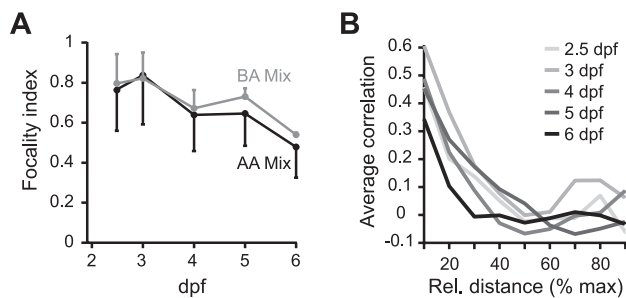 A
Focality index
1
0.8
0.6
0.4
0.2
0
BA Mix
AA Mix
2 3 4 5 6
dpf
B
Average correlation
0.6
0.5
0.4
0.3
0.2
0.1
0
-0.1
2.5 dpf
3 dpf
4 dpf
5 dpf
6 dpf
20 40 60 80
Rel. distance (% max)